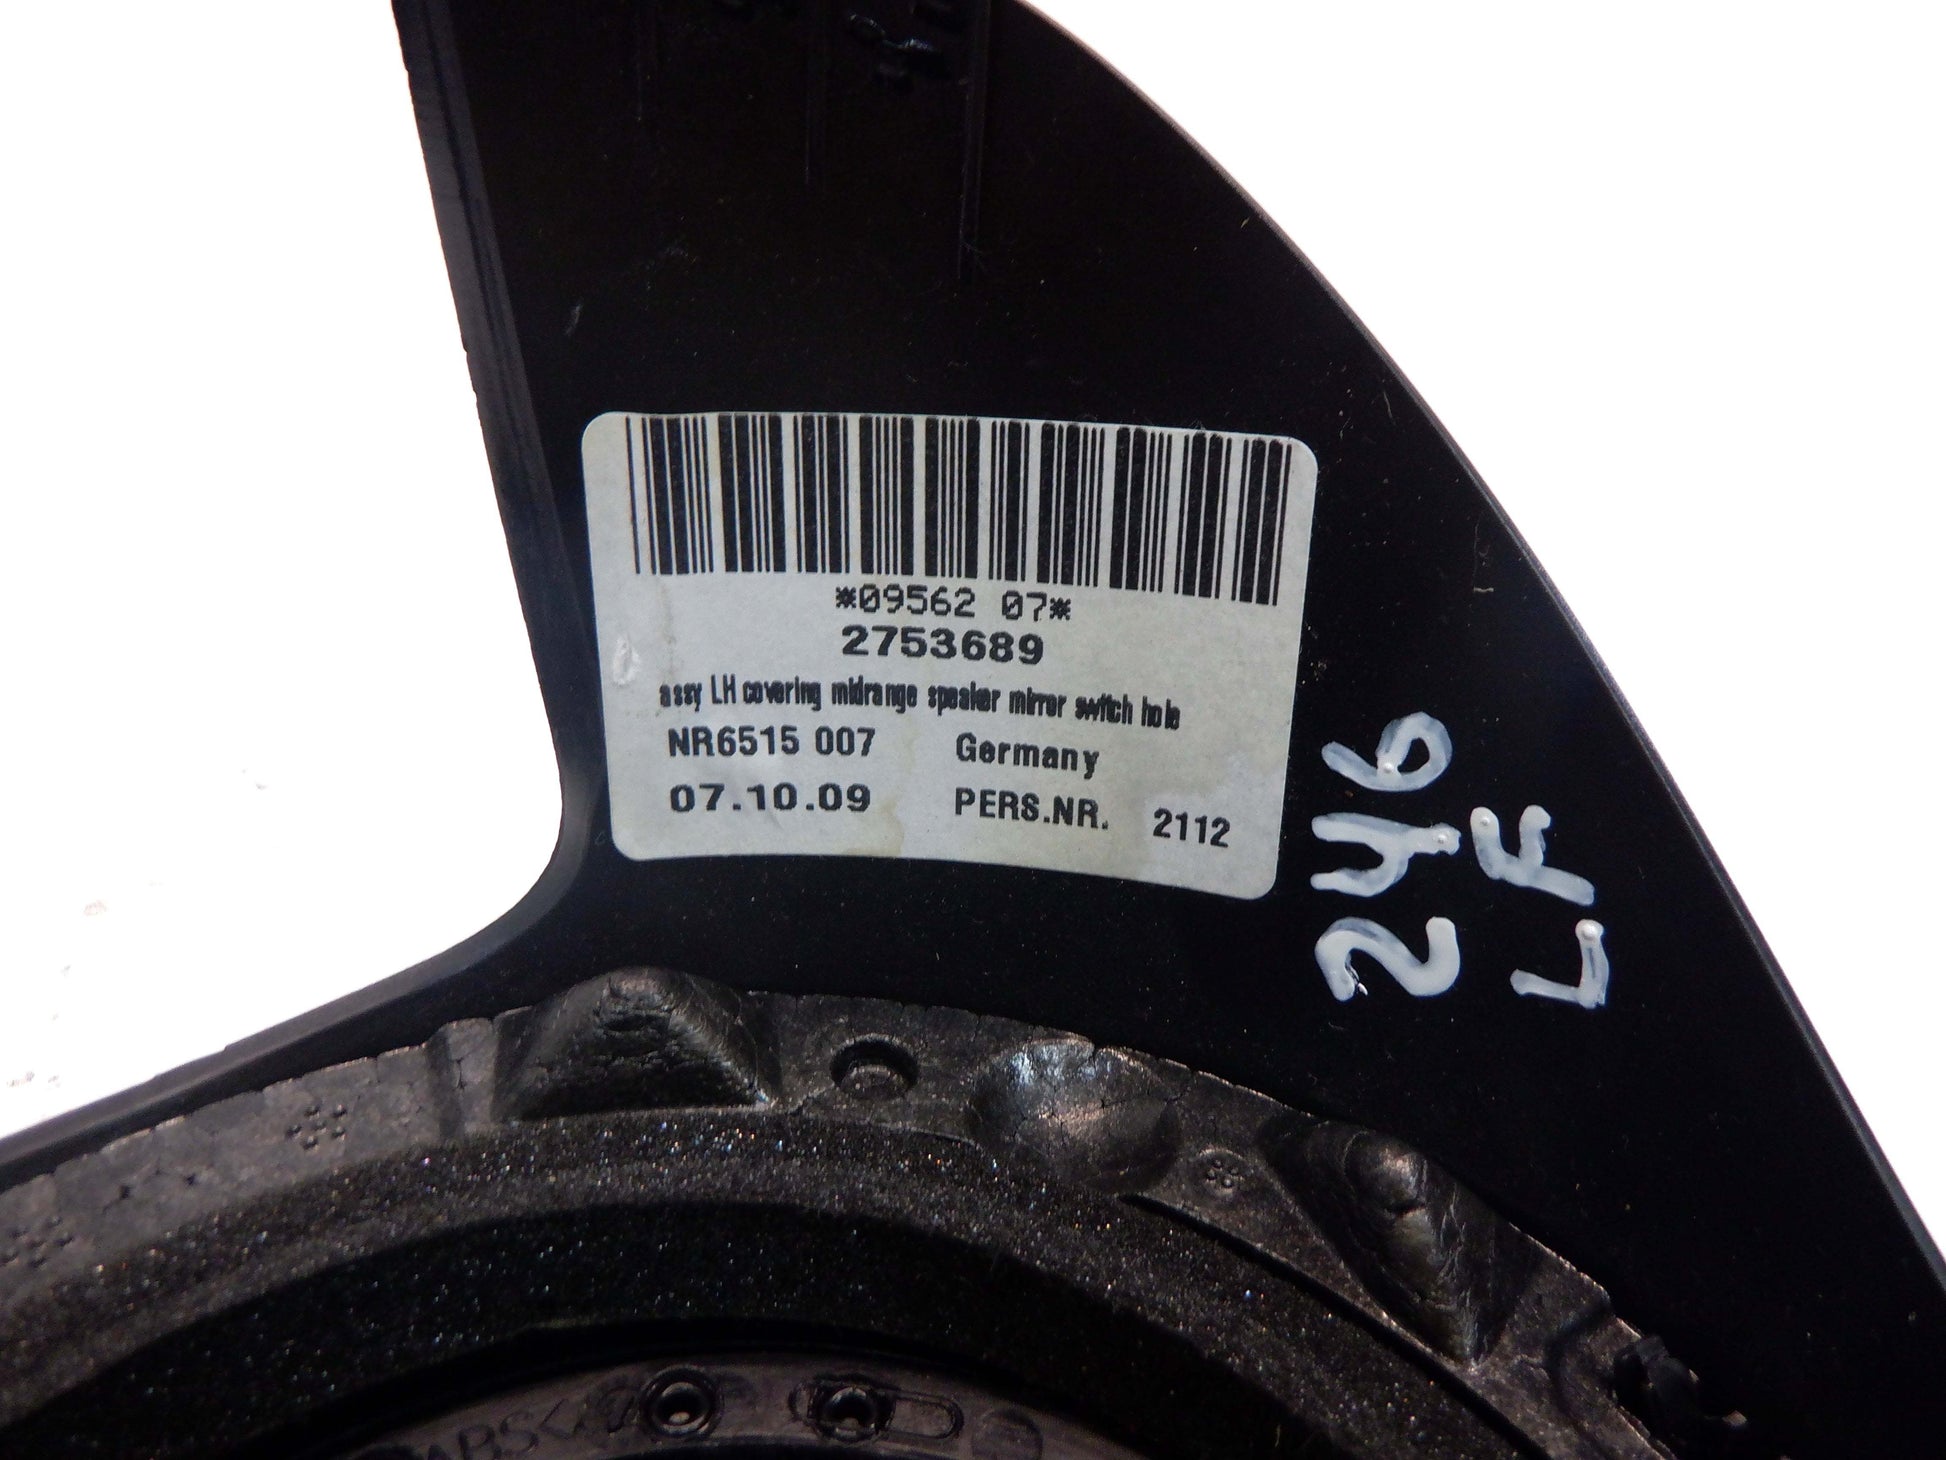 *09562 07*
2753689
assy LH covering midrange speaker mirror switch hole
NR6515 007 Germany
07.10.09 PERS.NR. 2112
246
LF
ABS